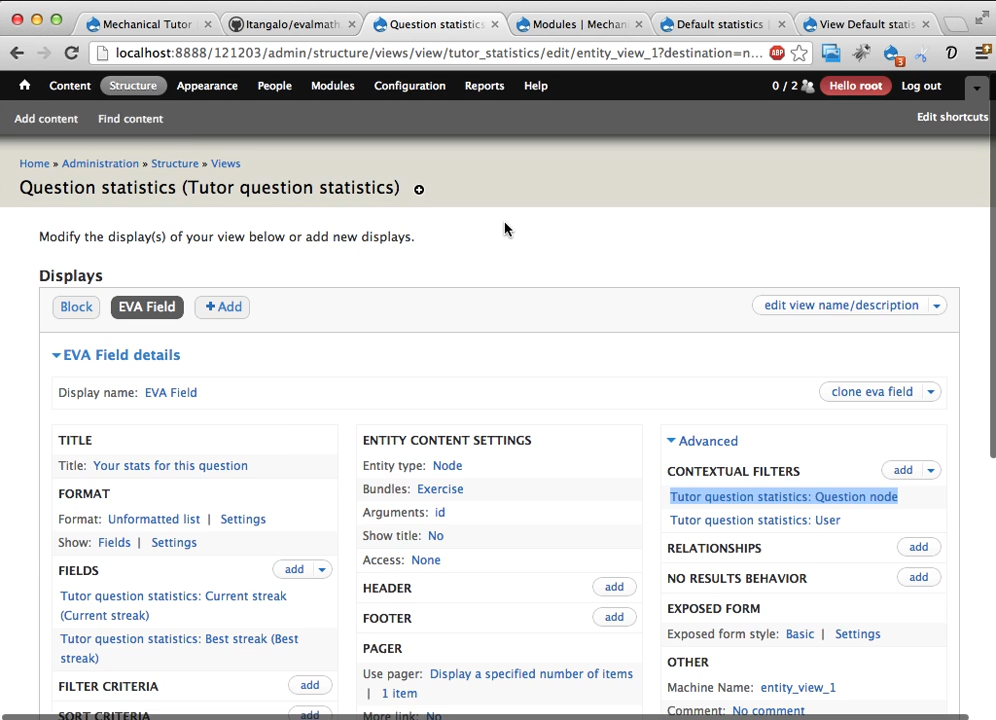 Mechanical Tutor
Itangalo/evalmath
Question statistics
Modules | Mechan
Default statistics
View Default statis
localhost:8888/121203/admin/structure/views/view/tutor_statistics/edit/entity_view_1?destination=n...
ABP
3
D
Content Structure Appearance People Modules Configuration Reports Help 0 / 2 Hello root Log out
Add content Find content Edit shortcuts
Home » Administration » Structure » Views
Question statistics (Tutor question statistics)
Modify the display(s) of your view below or add new displays.
Displays
Block EVA Field + Add edit view name/description
EVA Field details
Display name: EVA Field clone eva field
TITLE
Title: Your stats for this question
FORMAT
Format: Unformatted list | Settings
Show: Fields | Settings
FIELDS add
Tutor question statistics: Current streak
(Current streak)
Tutor question statistics: Best streak (Best
streak)
FILTER CRITERIA add
SORT CRITERIA add
ENTITY CONTENT SETTINGS
Entity type: Node
Bundles: Exercise
Arguments: id
Show title: No
Access: None
HEADER add
FOOTER add
PAGER
Use pager: Display a specified number of items
| 1 item
More link: No
Advanced
CONTEXTUAL FILTERS add
Tutor question statistics: Question node
Tutor question statistics: User
RELATIONSHIPS add
NO RESULTS BEHAVIOR add
EXPOSED FORM
Exposed form style: Basic | Settings
OTHER
Machine Name: entity_view_1
Comment: No comment